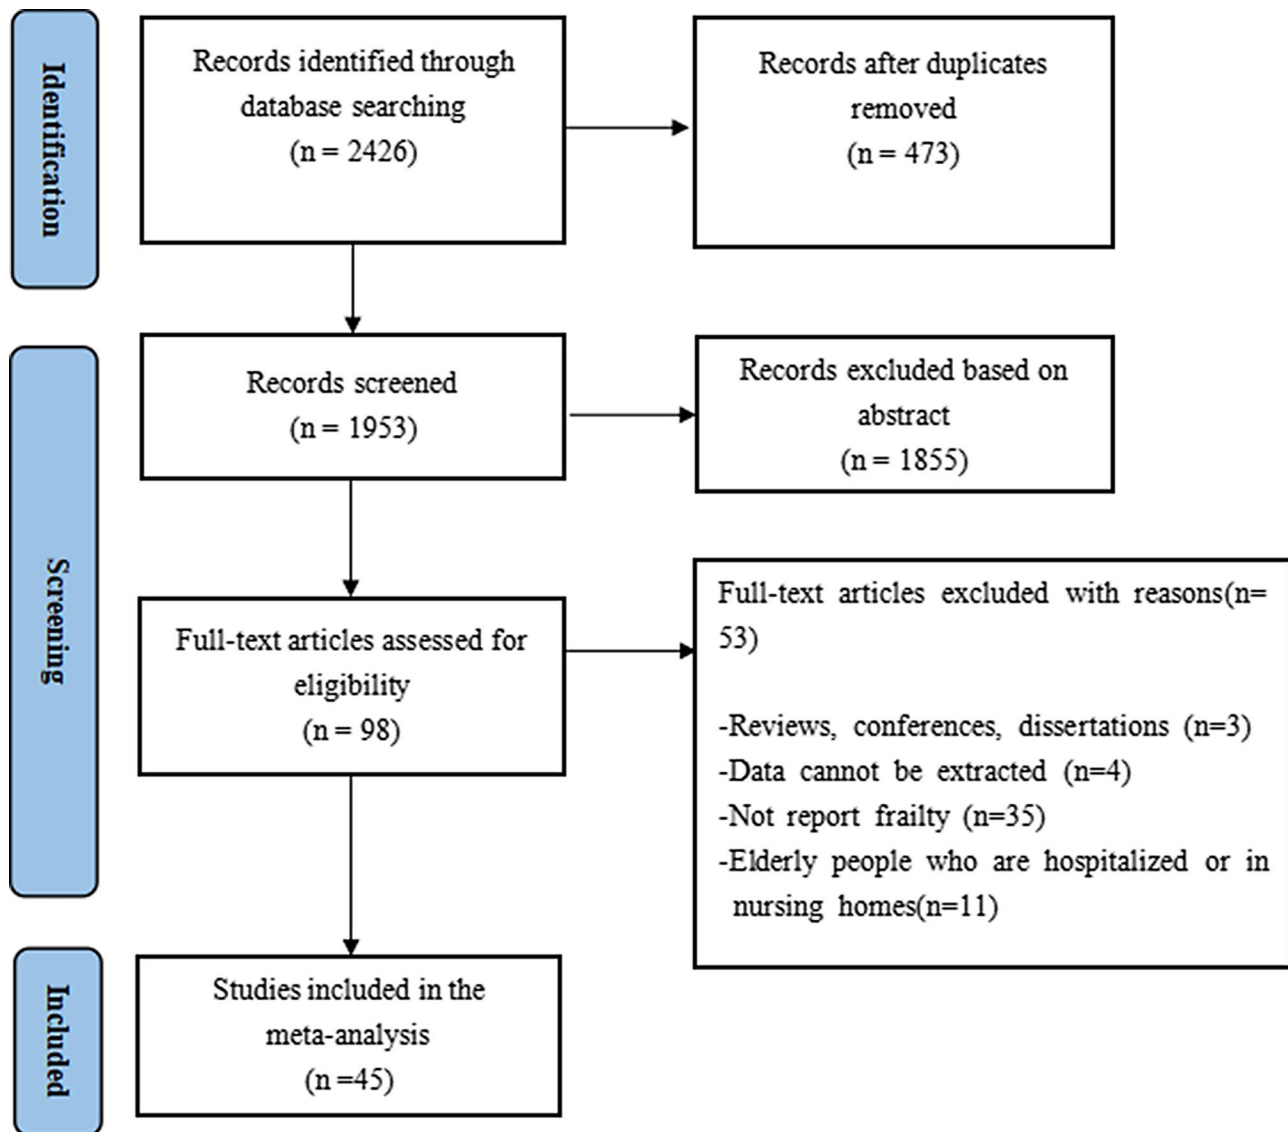 Identification
Records identified through
database searching
(n = 2426)
Records after duplicates
removed
(n = 473)
Screening
Records screened
(n = 1953)
Records excluded based on
abstract
(n = 1855)
Full-text articles assessed for
eligibility
(n = 98)
Full-text articles excluded with reasons(n=
53)
-Reviews, conferences, dissertations (n=3)
-Data cannot be extracted (n=4)
-Not report frailty (n=35)
-Elderly people who are hospitalized or in
nursing homes(n=11)
Included
Studies included in the
meta-analysis
(n =45)